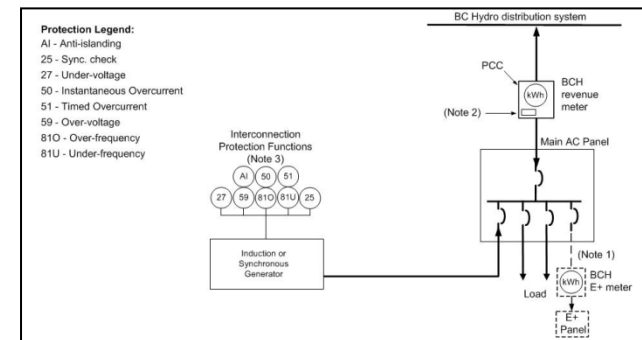 Protection Legend:
AI - Anti-islanding
25 - Sync. check
27 - Under-voltage
50 - Instantaneous Overcurrent
51 - Timed Overcurrent
59 - Over-voltage
81O - Over-frequency
81U - Under-frequency
BC Hydro distribution system
PCC
kWh
BCH
revenue
meter
(Note 2)
Main AC Panel
Interconnection
Protection Functions
(Note 3)
AI 50 51
27 59 81O 81U 25
Induction or
Synchronous
Generator
Load
(Note 1)
kWh
BCH
E+ meter
E+
Panel